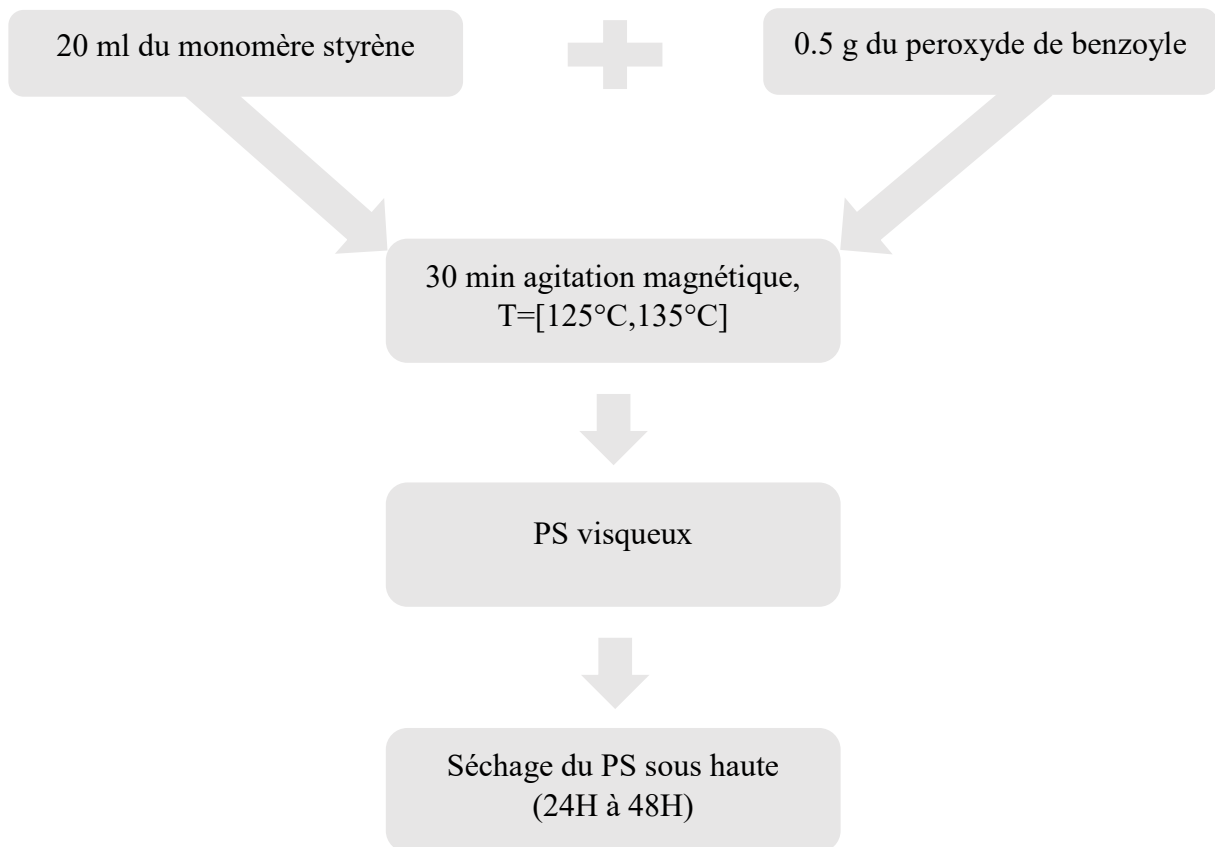 20 ml du monomère styrène
0.5 g du peroxyde de benzoyle
30 min agitation magnétique,
T=[125°C,135°C]
PS visqueux
Séchage du PS sous haute
(24H à 48H)